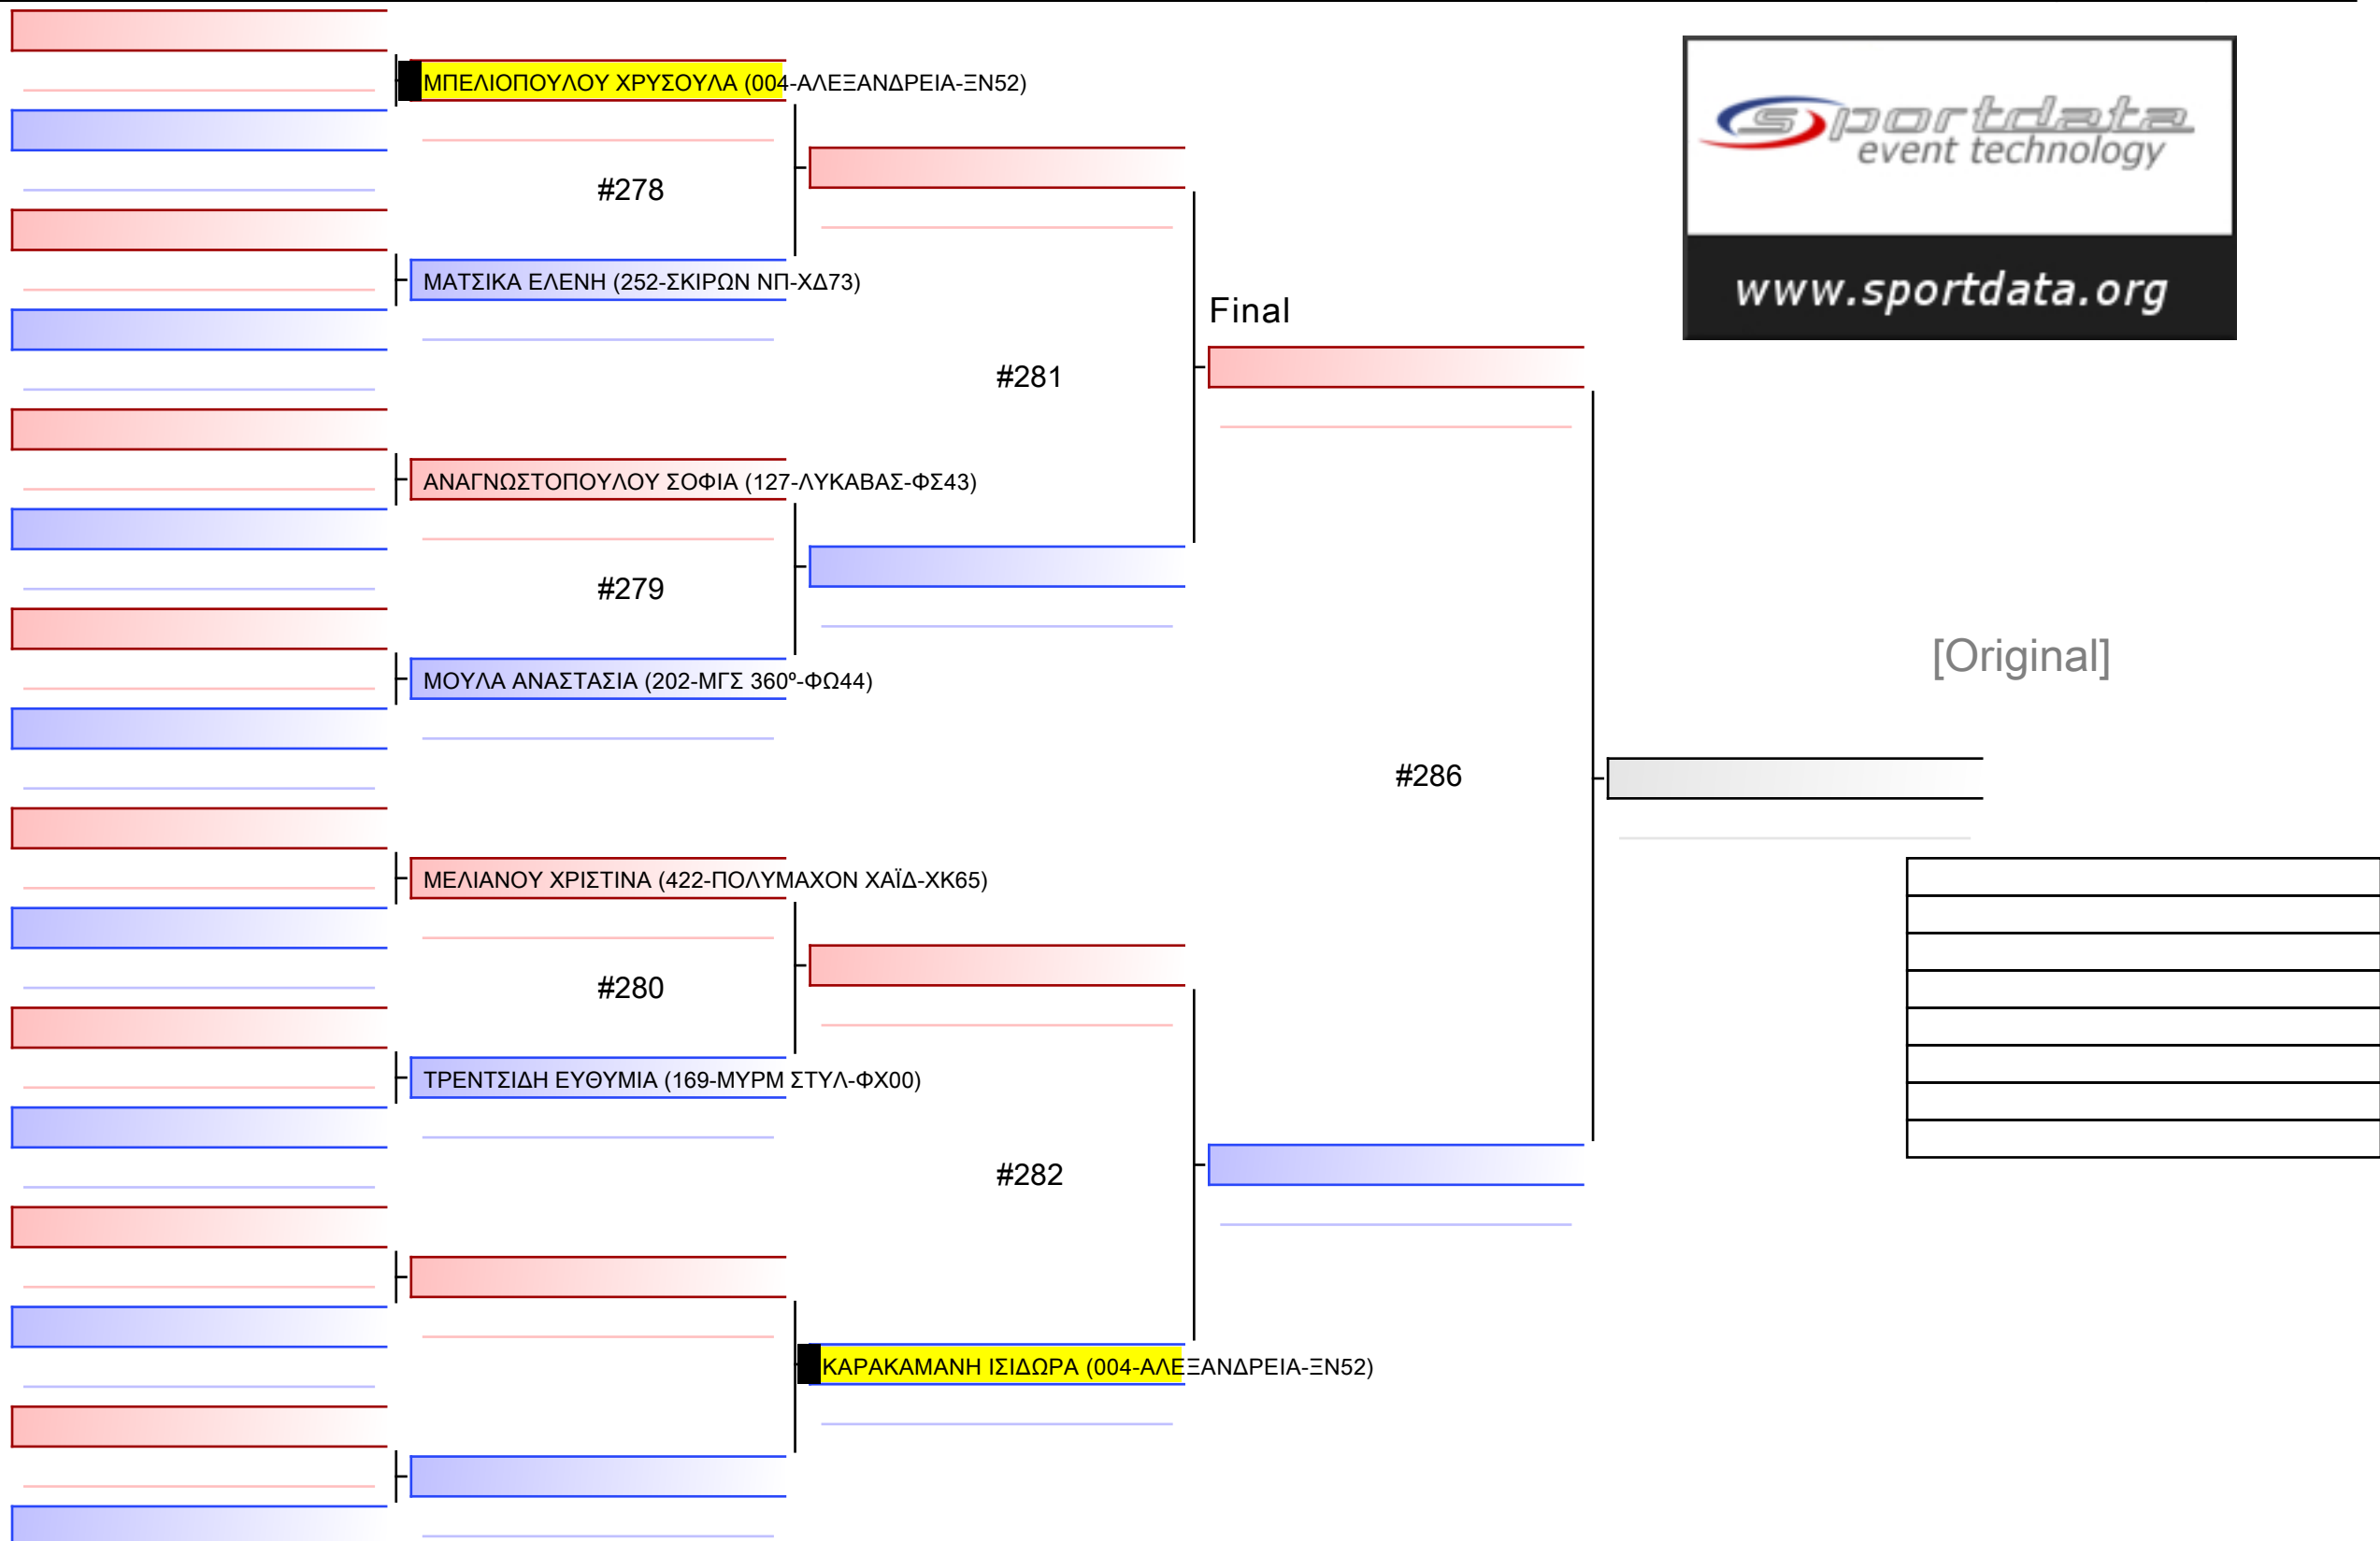 ΜΠΕΛΙΟΠΟΥΛΟΥ ΧΡΥΣΟΥΛΑ (004-ΑΛΕΞΑΝΔΡΕΙΑ-ΞΝ52)
#278
ΜΑΤΣΙΚΑ ΕΛΕΝΗ (252-ΣΚΙΡΩΝ ΝΠ-ΧΔ73)
#281
ΑΝΑΓΝΩΣΤΟΠΟΥΛΟΥ ΣΟΦΙΑ (127-ΛΥΚΑΒΑΣ-ΦΣ43)
#279
ΜΟΥΛΑ ΑΝΑΣΤΑΣΙΑ (202-ΜΓΣ 360º-ΦΩ44)
Final
#286
ΜΕΛΙΑΝΟΥ ΧΡΙΣΤΙΝΑ (422-ΠΟΛΥΜΑΧΟΝ ΧΑΪΔ-ΧΚ65)
#280
ΤΡΕΝΤΣΙΔΗ ΕΥΘΥΜΙΑ (169-ΜΥΡΜ ΣΤΥΛ-ΦΧ00)
#282
ΚΑΡΑΚΑΜΑΝΗ ΙΣΙΔΩΡΑ (004-ΑΛΕΞΑΝΔΡΕΙΑ-ΞΝ52)
sportdata
event technology
www.sportdata.org
[Original]